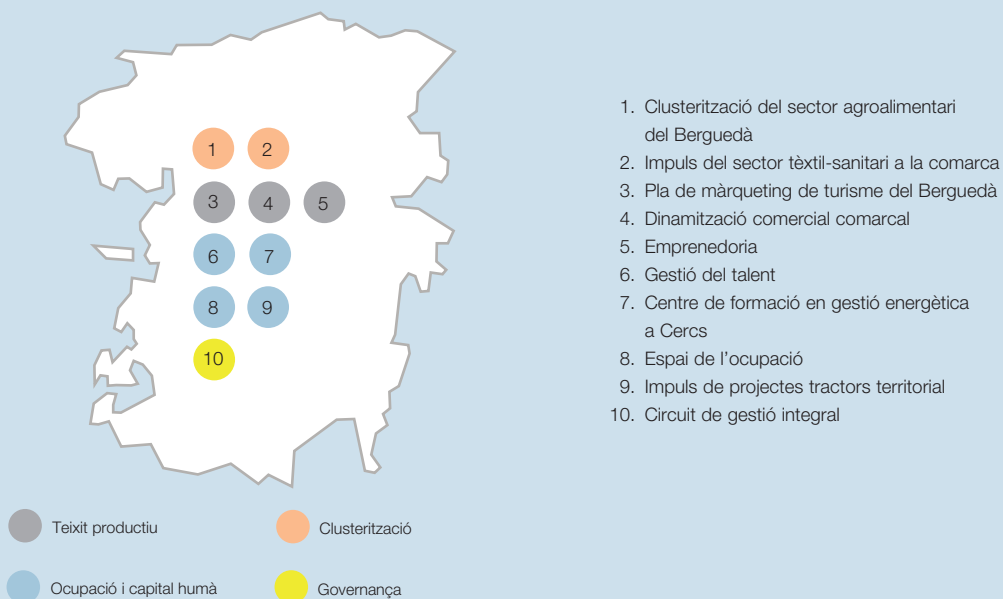 1
2
3
4
5
6
7
8
9
10
1. Clusterització del sector agroalimentari
del Berguedà
2. Impuls del sector tèxtil-sanitari a la comarca
3. Pla de màrqueting de turisme del Berguedà
4. Dinamització comercial comarcal
5. Emprenedoria
6. Gestió del talent
7. Centre de formació en gestió energètica
a Cercs
8. Espai de l’ocupació
9. Impuls de projectes tractors territorial
10. Circuit de gestió integral
Teixit productiu
Clusterització
Ocupació i capital humà
Governança